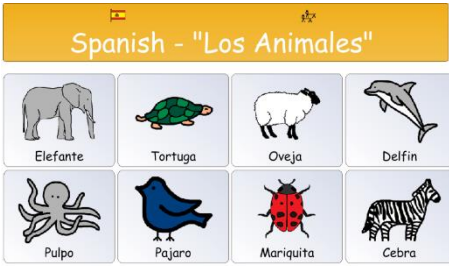 Spanish - "Los Animales"
Elefante Tortuga Oveja Delfin
Pulpo Pajaro Mariquita Cebra